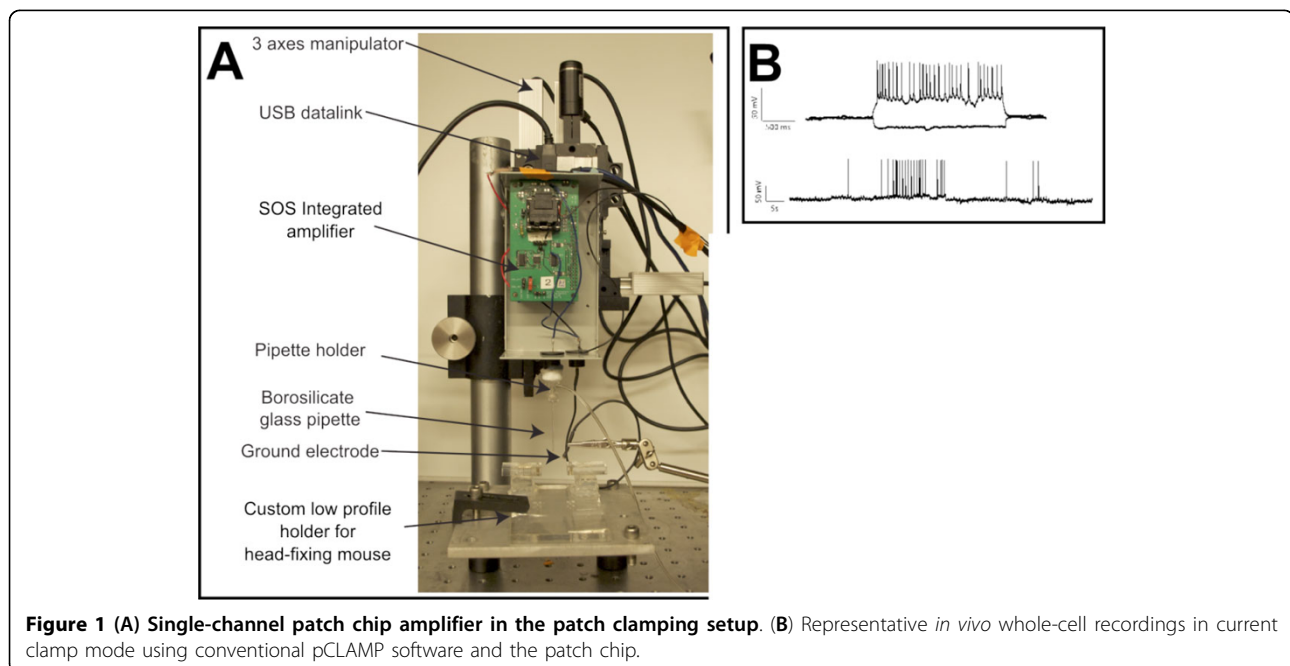 A
3 axes manipulator
USB datalink
SOS Integrated
amplifier
2
Pipette holder
Borosilicate
glass pipette
Ground electrode
Custom low profile
holder for
head-fixing mouse
B
30 mV
500 ms
50 mV
5s
Figure 1 (A) Single-channel patch chip amplifier in the patch clamping setup. (B) Representative in vivo whole-cell recordings in current
clamp mode using conventional pCLAMP software and the patch chip.